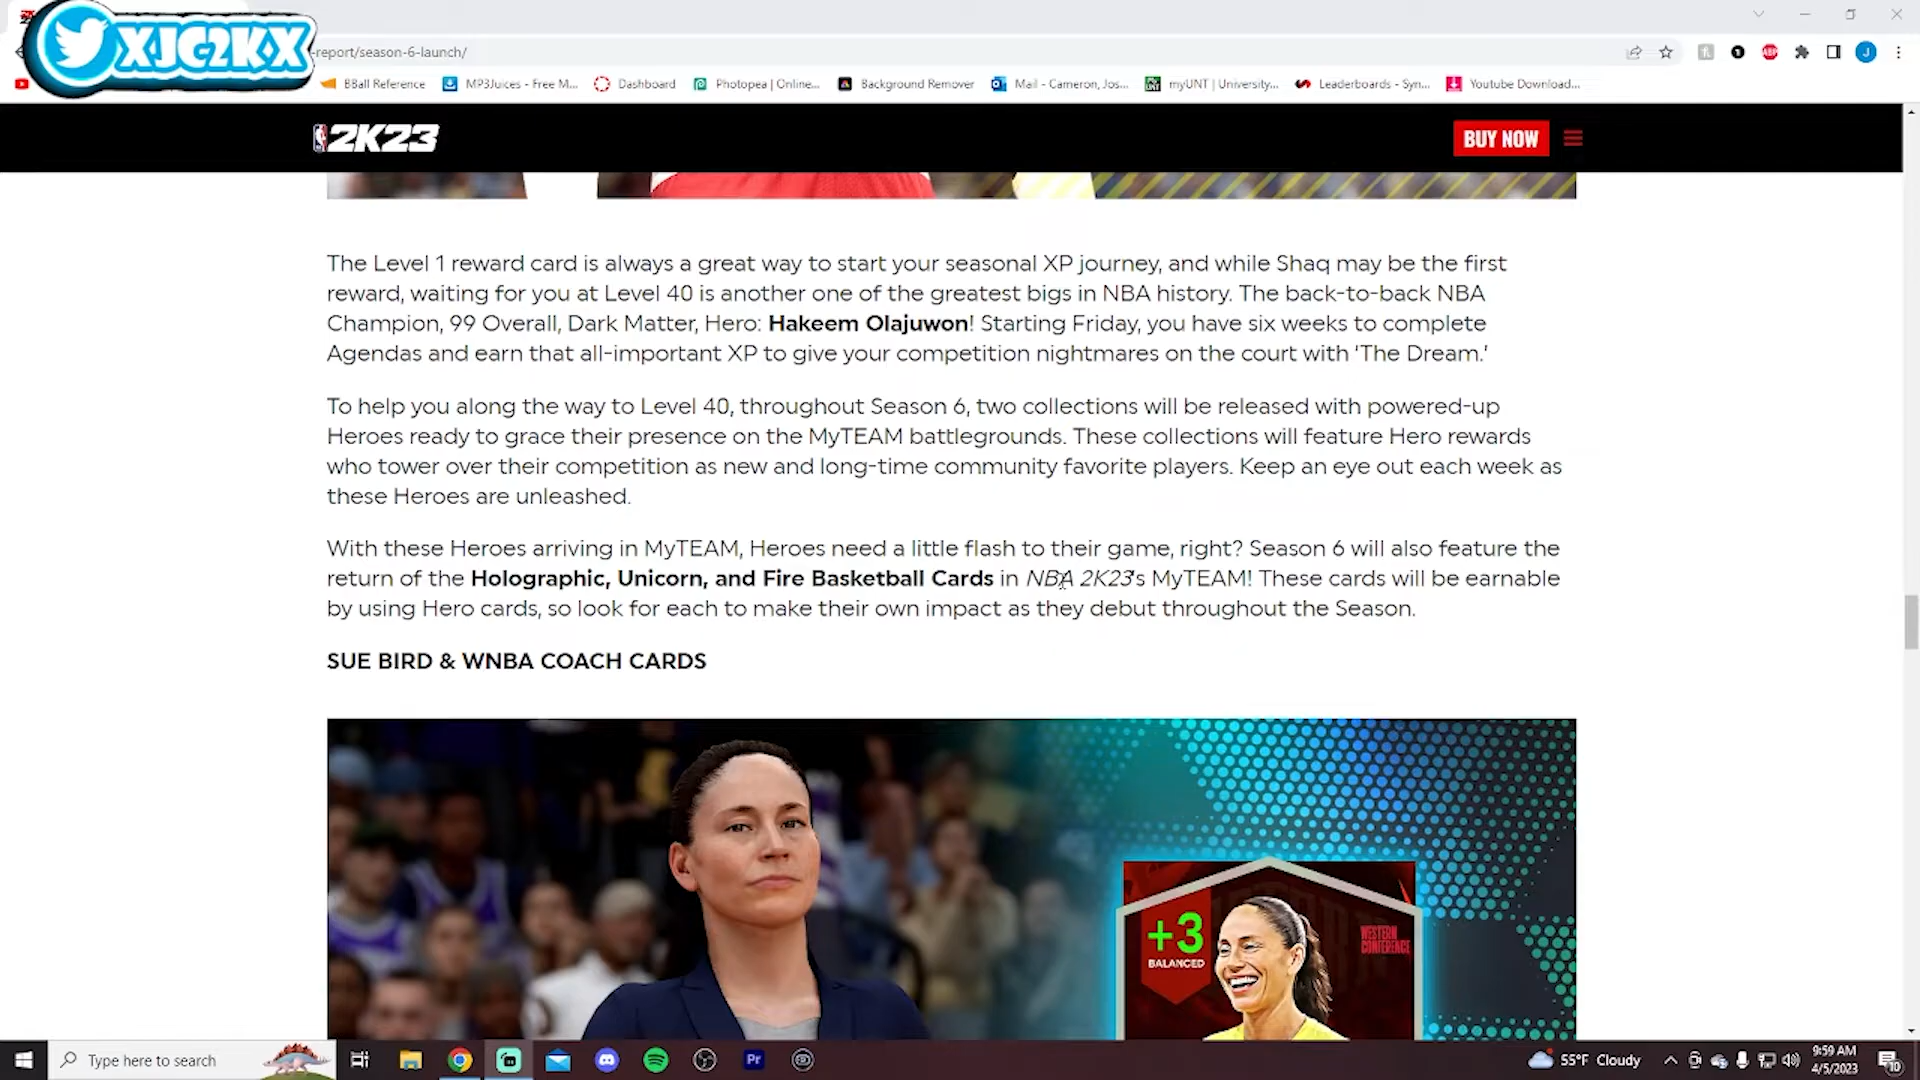 XJC2KX
-report/season-6-launch/
BBall Reference
MP3Juices - Free M...
Dashboard
Photopea | Online...
Background Remover
Mail - Cameron, Jos...
myUNT | University...
Leaderboards - Syn...
Youtube Download...
2K23
BUY NOW
The Level 1 reward card is always a great way to start your seasonal XP journey, and while Shaq may be the first
reward, waiting for you at Level 40 is another one of the greatest bigs in NBA history. The back-to-back NBA
Champion, 99 Overall, Dark Matter, Hero: Hakeem Olajuwon! Starting Friday, you have six weeks to complete
Agendas and earn that all-important XP to give your competition nightmares on the court with ‘The Dream.’
To help you along the way to Level 40, throughout Season 6, two collections will be released with powered-up
Heroes ready to grace their presence on the MyTEAM battlegrounds. These collections will feature Hero rewards
who tower over their competition as new and long-time community favorite players. Keep an eye out each week as
these Heroes are unleashed.
With these Heroes arriving in MyTEAM, Heroes need a little flash to their game, right? Season 6 will also feature the
return of the Holographic, Unicorn, and Fire Basketball Cards in NBA 2K23's MyTEAM! These cards will be earnable
by using Hero cards, so look for each to make their own impact as they debut throughout the Season.
SUE BIRD & WNBA COACH CARDS
+3
BALANCED
WESTERN
CONFERENCE
Type here to search
Pr
55°F Cloudy
9:59 AM
4/5/2023
10